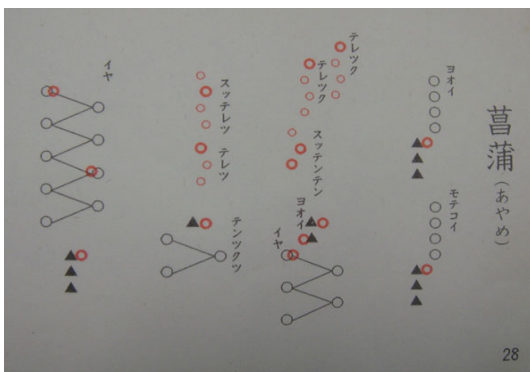 菖蒲(あやめ)
ヨオイ
モテコイ
テレツク
テレツク
スッテンテン
ヨオイ
イヤ
スッテレツ
テレツ
テンツクツ
イヤ
28